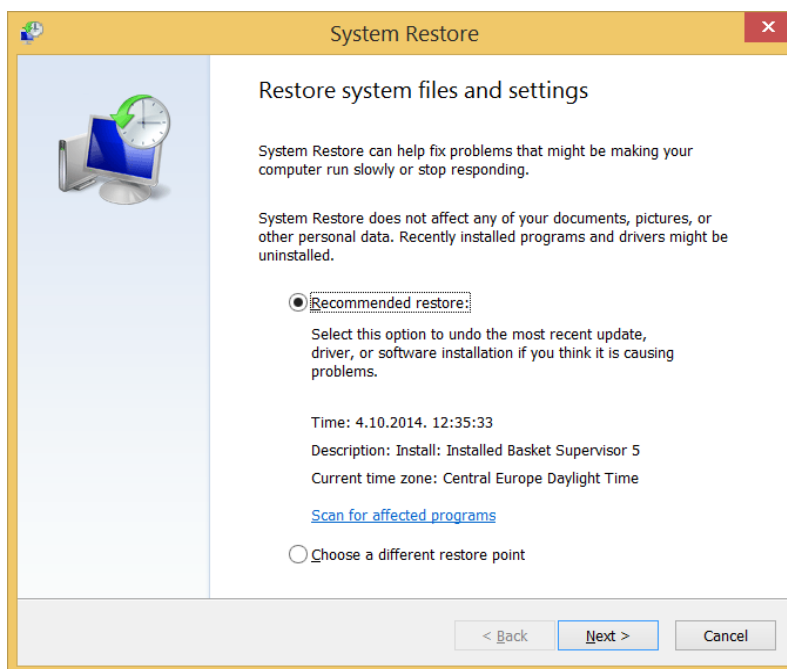 System Restore
Restore system files and settings
System Restore can help fix problems that might be making your
computer run slowly or stop responding.
System Restore does not affect any of your documents, pictures, or
other personal data. Recently installed programs and drivers might be
uninstalled.
Recommended restore:
Select this option to undo the most recent update,
driver, or software installation if you think it is causing
problems.
Time: 4.10.2014. 12:35:33
Description: Install: Installed Basket Supervisor 5
Current time zone: Central Europe Daylight Time
Scan for affected programs
Choose a different restore point
< Back Next > Cancel